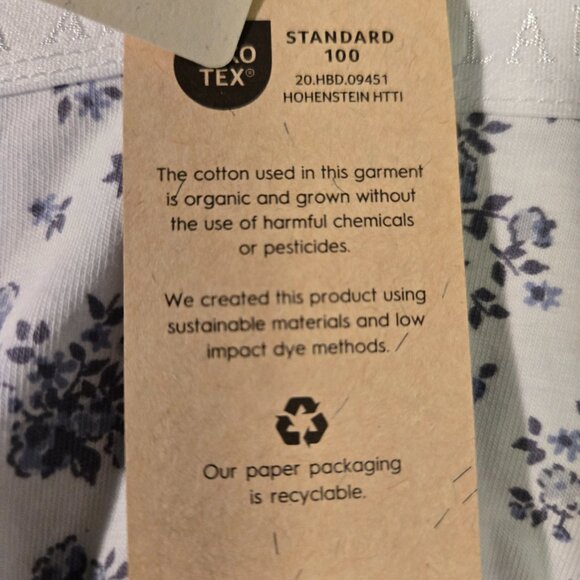 TEX®
STANDARD
100
20.HBD.09451
HOHENSTEIN HTTI
The cotton used in this garment
is organic and grown without
the use of harmful chemicals
or pesticides.
We created this product using
sustainable materials and low
impact dye methods.
Our paper packaging
is recyclable.